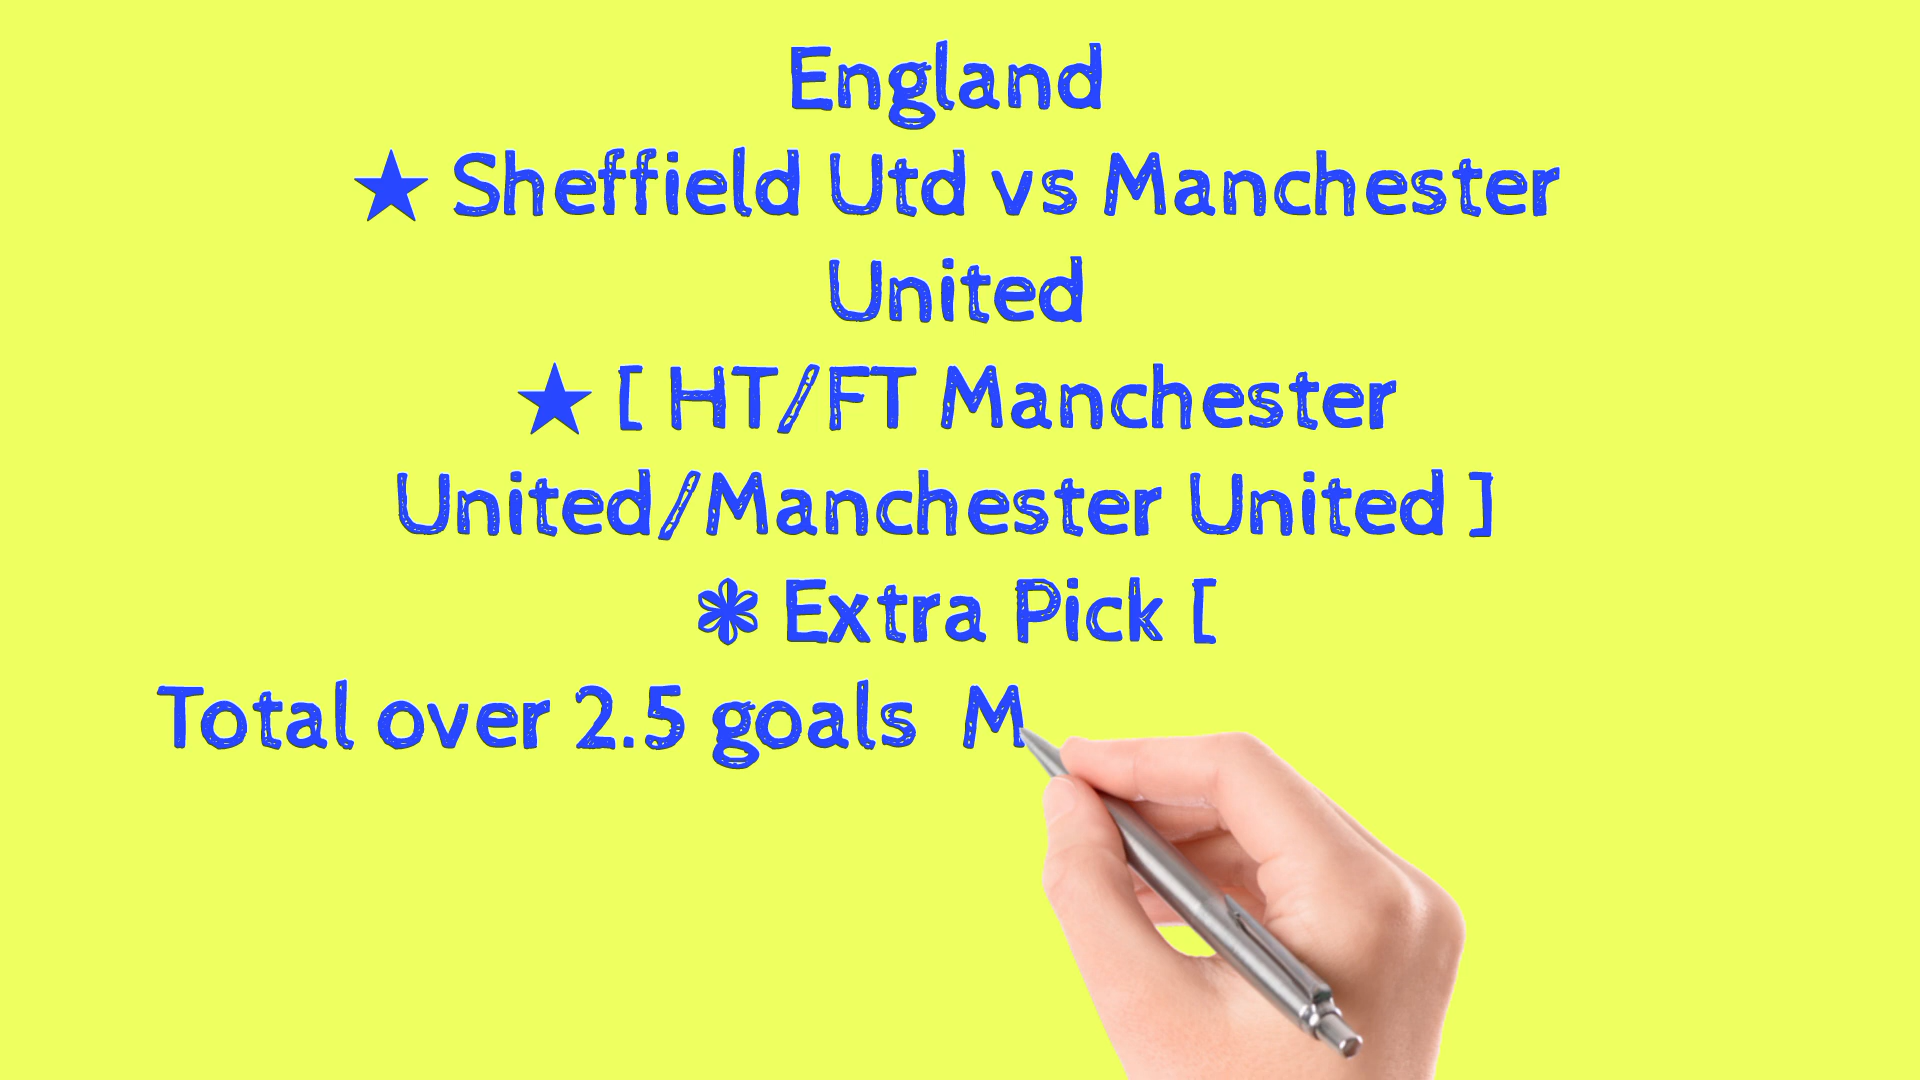 England
★ Sheffield Utd vs Manchester
United
★ [ HT/FT Manchester
United/Manchester United ]
❃ Extra Pick [
Total over 2.5 goals  M